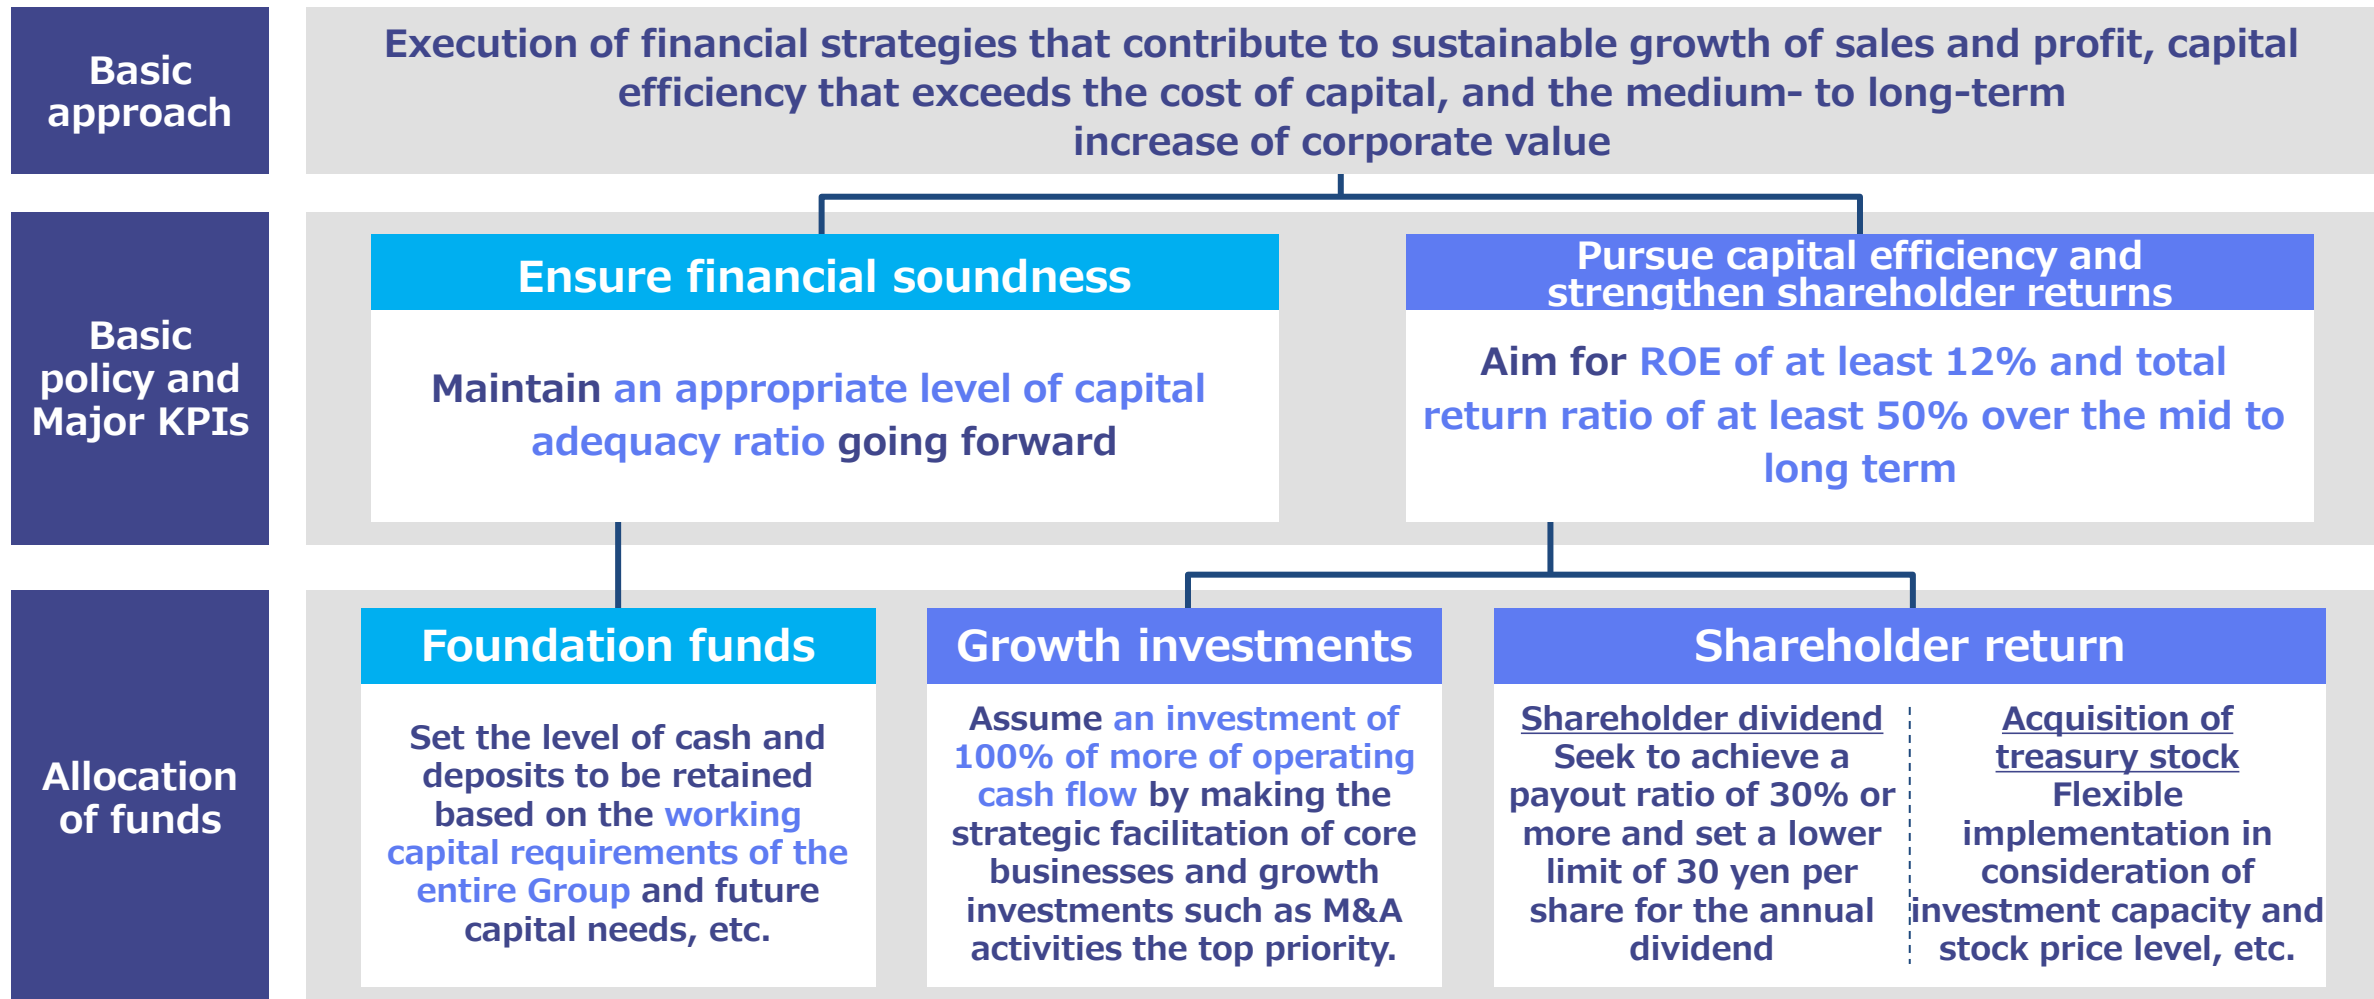 Basic
approach
Execution of financial strategies that contribute to sustainable growth of sales and profit, capital
efficiency that exceeds the cost of capital, and the medium- to long-term
increase of corporate value
Basic
policy and
Major KPIs
Ensure financial soundness
Maintain an appropriate level of capital
adequacy ratio going forward
Pursue capital efficiency and
strengthen shareholder returns
Aim for ROE of at least 12% and total
return ratio of at least 50% over the mid to
long term
Allocation
of funds
Foundation funds
Set the level of cash and
deposits to be retained
based on the working
capital requirements of the
entire Group and future
capital needs, etc.
Growth investments
Assume an investment of
100% of more of operating
cash flow by making the
strategic facilitation of core
businesses and growth
investments such as M&A
activities the top priority.
Shareholder return
Shareholder dividend
Seek to achieve a
payout ratio of 30% or
more and set a lower
limit of 30 yen per
share for the annual
dividend
Acquisition of
treasury stock
Flexible
implementation in
consideration of
investment capacity and
stock price level, etc.